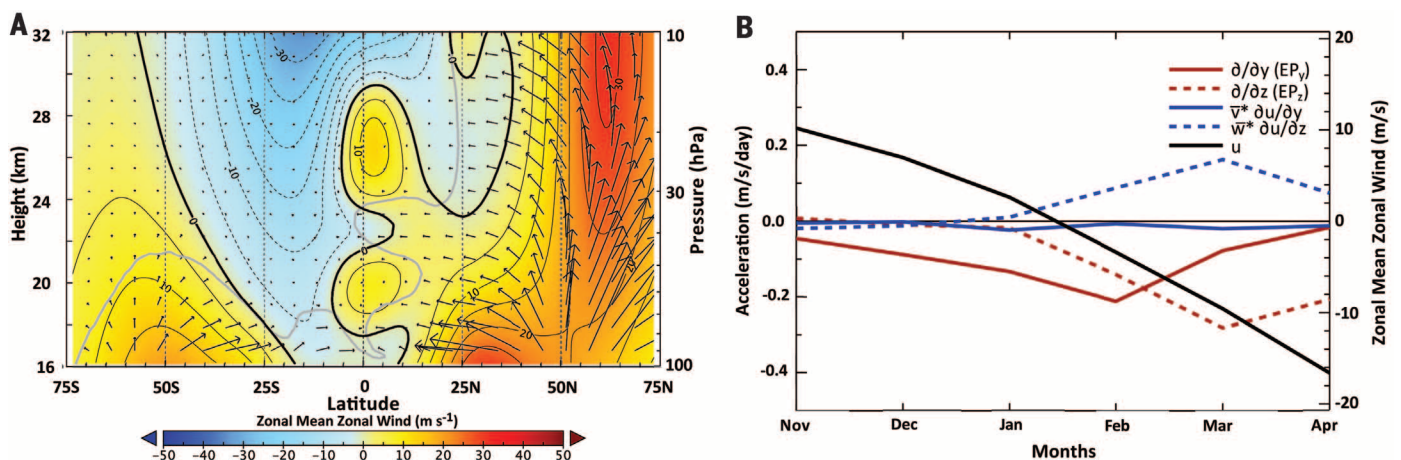 A
32
28
24
20
16
Height (km)
75S
50S
25S
0
25N
50N
75N
Latitude
10
30
100
Pressure (hPa)
-30
-20
-10
0
10
10
0
-0
30
10
20
20
Zonal Mean Zonal Wind (m s⁻¹)
-50 -40 -30 -20 -10 0 10 20 30 40 50
B
0.4
0.2
0.0
-0.2
-0.4
Acceleration (m/s/day)
∂/∂y (EPy)
∂/∂z (EPz)
v̅* ∂u/∂y
w̅* ∂u/∂z
u
20
10
0
-10
-20
Zonal Mean Zonal Wind (m/s)
Nov Dec Jan Feb Mar Apr
Months